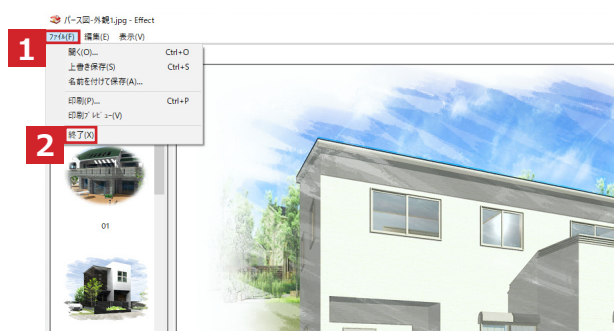 パース図-外観1.jpg - Effect
1
ファイル(F) 編集(E) 表示(V)
開く(O)... Ctrl+O
上書き保存(S) Ctrl+S
名前を付けて保存(A)...
印刷(P)... Ctrl+P
印刷プレビュー(V)
2
終了(X)
01